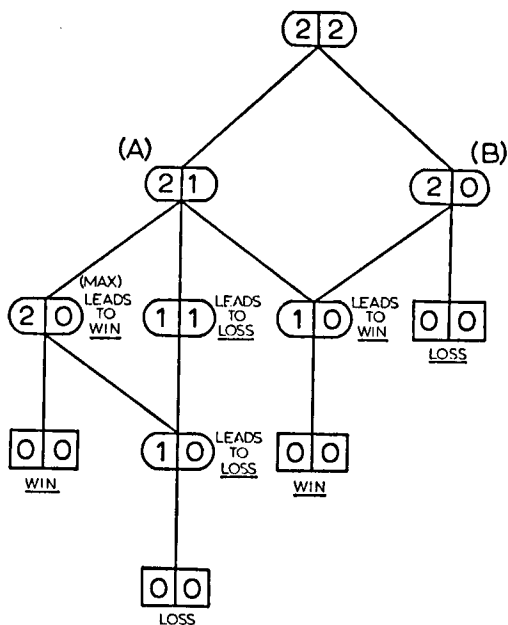 2 2
(A)
(B)
2 1
2 0
(MAX)
2 0
LEADS
TO
WIN
1 1
LEADS
TO
LOSS
1 0
LEADS
TO
WIN
0 0
LOSS
0 0
WIN
1 0
LEADS
TO
LOSS
0 0
WIN
0 0
LOSS